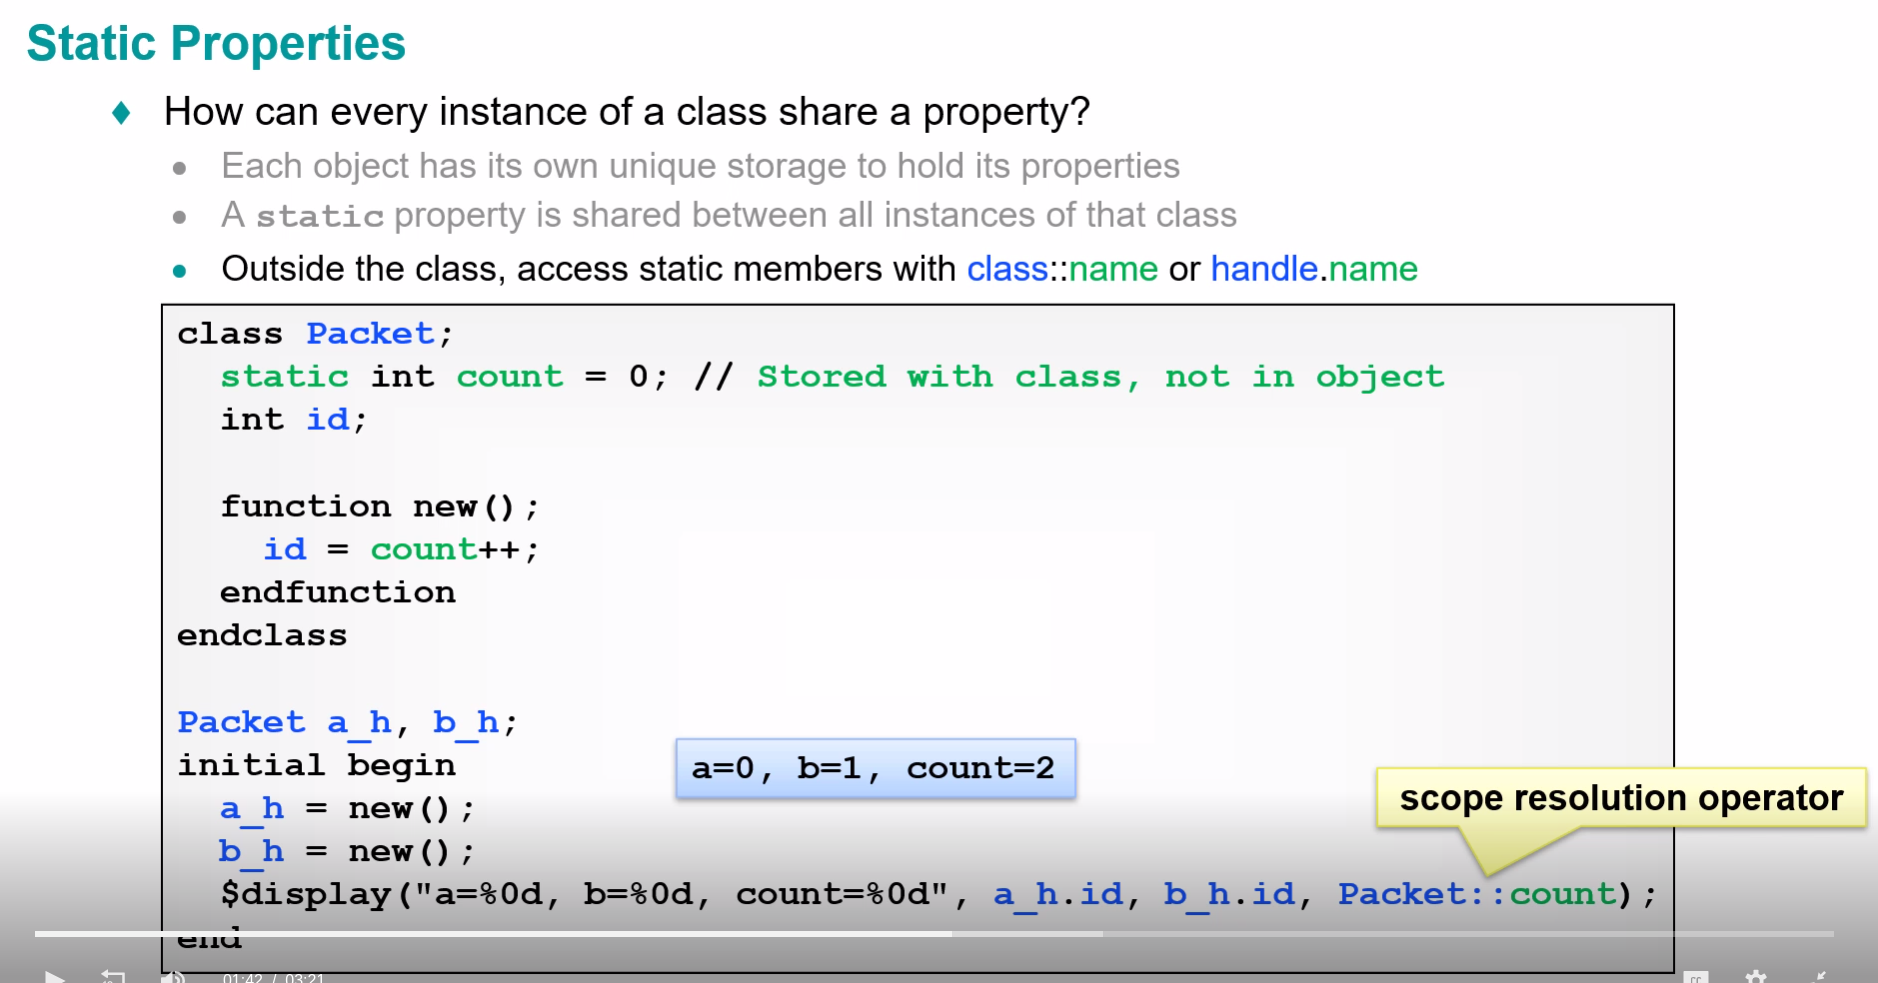 Static Properties
How can every instance of a class share a property?
Each object has its own unique storage to hold its properties
A static property is shared between all instances of that class
Outside the class, access static members with class::name or handle.name
class Packet;
static int count = 0; // Stored with class, not in object
int id;
function new();
id = count++;
endfunction
endclass
Packet a_h, b_h;
initial begin
a=0, b=1, count=2
scope resolution operator
a_h = new();
b_h = new();
$display("a=%0d, b=%0d, count=%0d", a_h.id, b_h.id, Packet::count);
end
01:42 / 03:21
CC